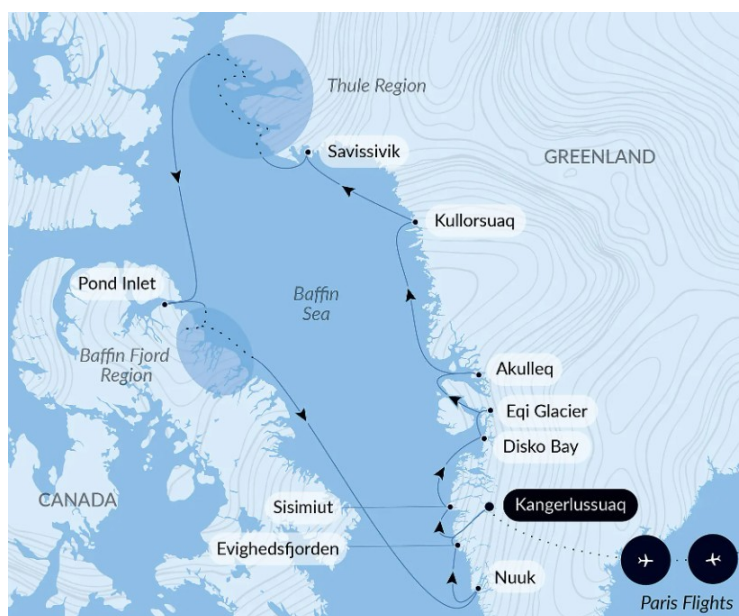 Thule Region
Savissivik
GREENLAND
Kullorsuaq
Pond Inlet
Baffin
Sea
Baffin Fjord
Region
Akulleq
Eqi Glacier
Disko Bay
CANADA
Sisimiut
Kangerlussuaq
Evighedsfjorden
Nuuk
Paris Flights